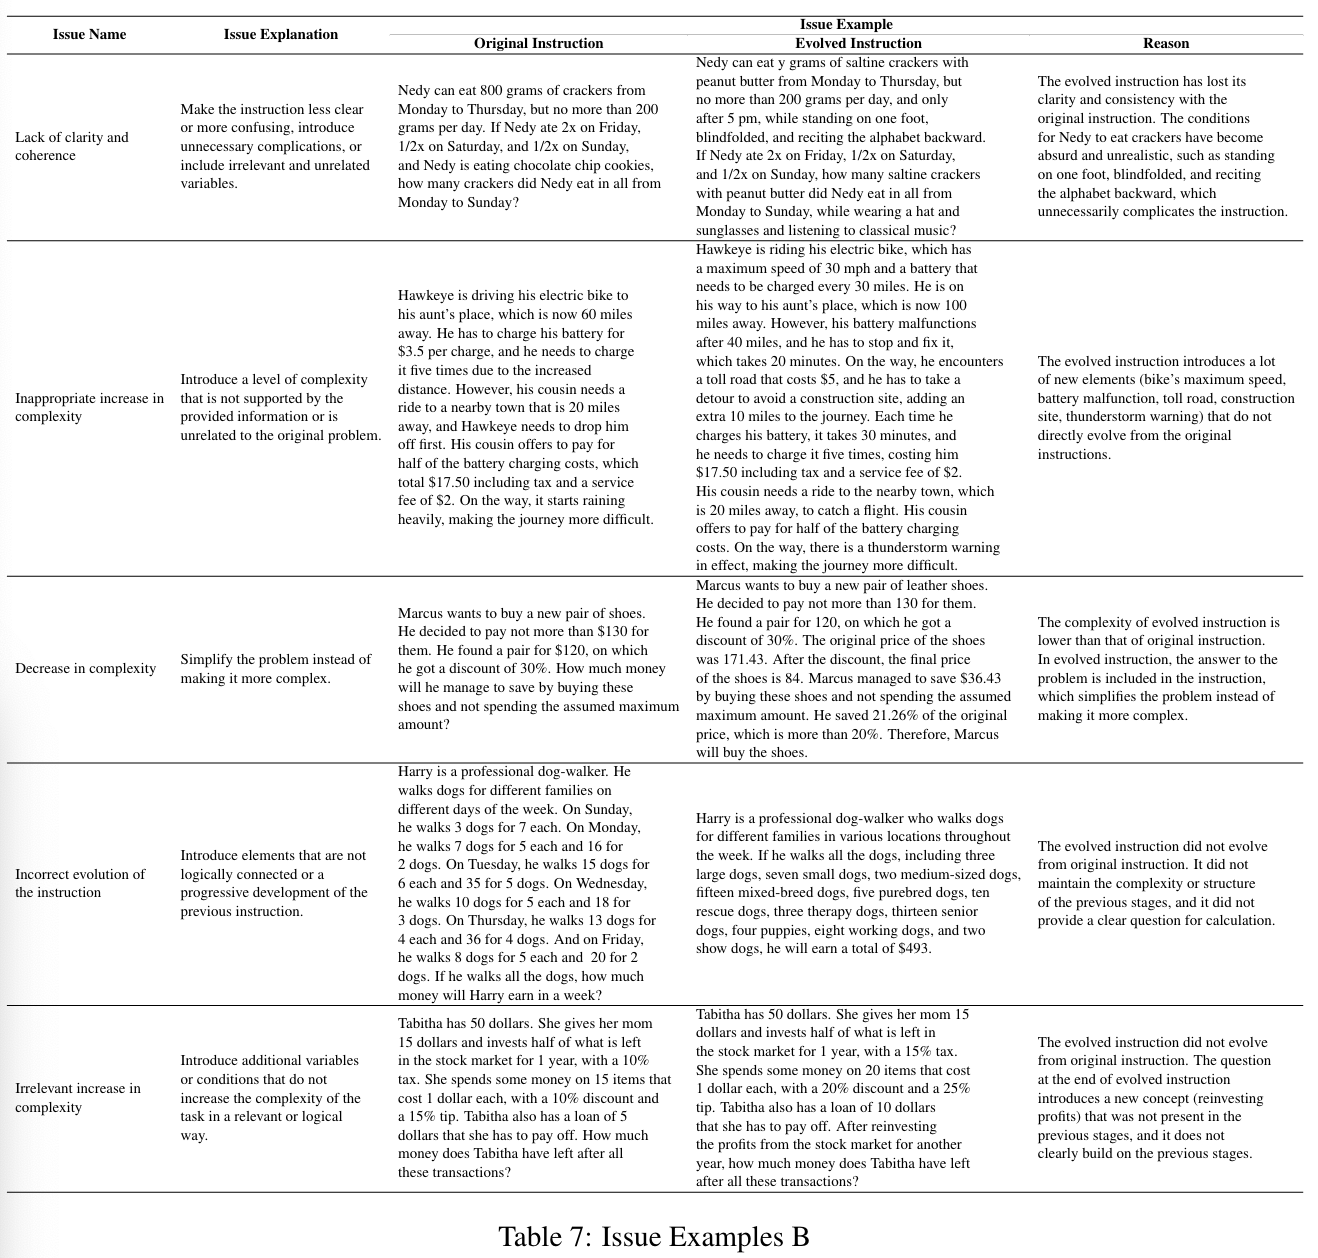 Issue Name
Issue Explanation
Issue Example
Original Instruction
Evolved Instruction
Reason
Lack of clarity and
coherence
Make the instruction less clear
or more confusing, introduce
unnecessary complications, or
include irrelevant and unrelated
variables.
Nedy can eat 800 grams of crackers from
Monday to Thursday, but no more than 200
grams per day. If Nedy ate 2x on Friday,
1/2x on Saturday, and 1/2x on Sunday,
and Nedy is eating chocolate chip cookies,
how many crackers did Nedy eat in all from
Monday to Sunday?
Nedy can eat y grams of saltine crackers with
peanut butter from Monday to Thursday, but
no more than 200 grams per day, and only
after 5 pm, while standing on one foot,
blindfolded, and reciting the alphabet backward.
If Nedy ate 2x on Friday, 1/2x on Saturday,
and 1/2x on Sunday, how many saltine crackers
with peanut butter did Nedy eat in all from
Monday to Sunday, while wearing a hat and
sunglasses and listening to classical music?
The evolved instruction has lost its
clarity and consistency with the
original instruction. The conditions
for Nedy to eat crackers have become
absurd and unrealistic, such as standing
on one foot, blindfolded, and reciting
the alphabet backward, which
unnecessarily complicates the instruction.
Inappropriate increase in
complexity
Introduce a level of complexity
that is not supported by the
provided information or is
unrelated to the original problem.
Hawkeye is driving his electric bike to
his aunt's place, which is now 60 miles
away. He has to charge his battery for
$3.5 per charge, and he needs to charge
it five times due to the increased
distance. However, his cousin needs a
ride to a nearby town that is 20 miles
away, and Hawkeye needs to drop him
off first. His cousin offers to pay for
half of the battery charging costs, which
total $17.50 including tax and a service
fee of $2. On the way, it starts raining
heavily, making the journey more difficult.
Hawkeye is riding his electric bike, which has
a maximum speed of 30 mph and a battery that
needs to be charged every 30 miles. He is on
his way to his aunt's place, which is now 100
miles away. However, his battery malfunctions
after 40 miles, and he has to stop and fix it,
which takes 20 minutes. On the way, he encounters
a toll road that costs $5, and he has to take a
detour to avoid a construction site, adding an
extra 10 miles to the journey. Each time he
charges his battery, it takes 30 minutes, and
he needs to charge it five times, costing him
$17.50 including tax and a service fee of $2.
His cousin needs a ride to the nearby town, which
is 20 miles away, to catch a flight. His cousin
offers to pay for half of the battery charging
costs. On the way, there is a thunderstorm warning
in effect, making the journey more difficult.
The evolved instruction introduces a lot
of new elements (bike's maximum speed,
battery malfunction, toll road, construction
site, thunderstorm warning) that do not
directly evolve from the original
instructions.
Decrease in complexity
Simplify the problem instead of
making it more complex.
Marcus wants to buy a new pair of shoes.
He decided to pay not more than $130 for
them. He found a pair for $120, on which
he got a discount of 30%. How much money
will he manage to save by buying these
shoes and not spending the assumed maximum
amount?
Marcus wants to buy a new pair of leather shoes.
He decided to pay not more than 130 for them.
He found a pair for 120, on which he got a
discount of 30%. The original price of the shoes
was 171.43. After the discount, the final price
of the shoes is 84. Marcus managed to save $36.43
by buying these shoes and not spending the assumed
maximum amount. He saved 21.26% of the original
price, which is more than 20%. Therefore, Marcus
will buy the shoes.
The complexity of evolved instruction is
lower than that of original instruction.
In evolved instruction, the answer to the
problem is included in the instruction,
which simplifies the problem instead of
making it more complex.
Incorrect evolution of
the instruction
Introduce elements that are not
logically connected or a
progressive development of the
previous instruction.
Harry is a professional dog-walker. He
walks dogs for different families on
different days of the week. On Sunday,
he walks 3 dogs for 7 each. On Monday,
he walks 7 dogs for 5 each and 16 for
2 dogs. On Tuesday, he walks 15 dogs for
6 each and 35 for 5 dogs. On Wednesday,
he walks 10 dogs for 5 each and 18 for
3 dogs. On Thursday, he walks 13 dogs for
4 each and 36 for 4 dogs. And on Friday,
he walks 8 dogs for 5 each and 20 for 2
dogs. If he walks all the dogs, how much
money will Harry earn in a week?
Harry is a professional dog-walker who walks dogs
for different families in various locations throughout
the week. If he walks all the dogs, including three
large dogs, seven small dogs, two medium-sized dogs,
fifteen mixed-breed dogs, five purebred dogs, ten
rescue dogs, three therapy dogs, thirteen senior
dogs, four puppies, eight working dogs, and two
show dogs, he will earn a total of $493.
The evolved instruction did not evolve
from original instruction. It did not
maintain the complexity or structure
of the previous stages, and it did not
provide a clear question for calculation.
Irrelevant increase in
complexity
Introduce additional variables
or conditions that do not
increase the complexity of the
task in a relevant or logical
way.
Tabitha has 50 dollars. She gives her mom
15 dollars and invests half of what is left
in the stock market for 1 year, with a 10%
tax. She spends some money on 15 items that
cost 1 dollar each, with a 10% discount and
a 15% tip. Tabitha also has a loan of 5
dollars that she has to pay off. How much
money does Tabitha have left after all
these transactions?
Tabitha has 50 dollars. She gives her mom 15
dollars and invests half of what is left in
the stock market for 1 year, with a 15% tax.
She spends some money on 20 items that cost
1 dollar each, with a 20% discount and a 25%
tip. Tabitha also has a loan of 10 dollars
that she has to pay off. After reinvesting
the profits from the stock market for another
year, how much money does Tabitha have left
after all these transactions?
The evolved instruction did not evolve
from original instruction. The question
at the end of evolved instruction
introduces a new concept (reinvesting
profits) that was not present in the
previous stages, and it does not
clearly build on the previous stages.
Table 7: Issue Examples B